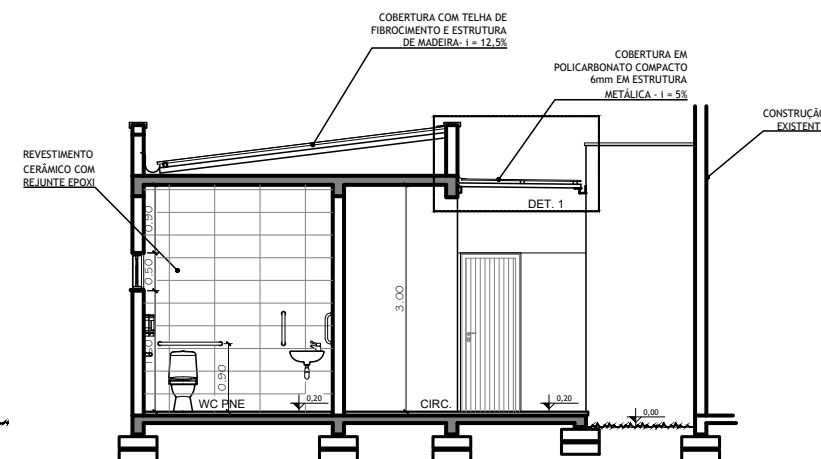 COBERTURA COM TELHA DE
FIBROCIMENTO E ESTRUTURA
DE MADEIRA- i = 12,5%
COBERTURA EM
POLICARBONATO COMPACTO
6mm EM ESTRUTURA
METÁLICA - i = 5%
CONSTRUÇÃO
EXISTENT
REVESTIMENTO
CERÂMICO COM
REJUNTE EPOXI
DET. 1
0.90
0.50
3.00
0.90
WC PNE
0,20
CIRC.
0,20
0,00